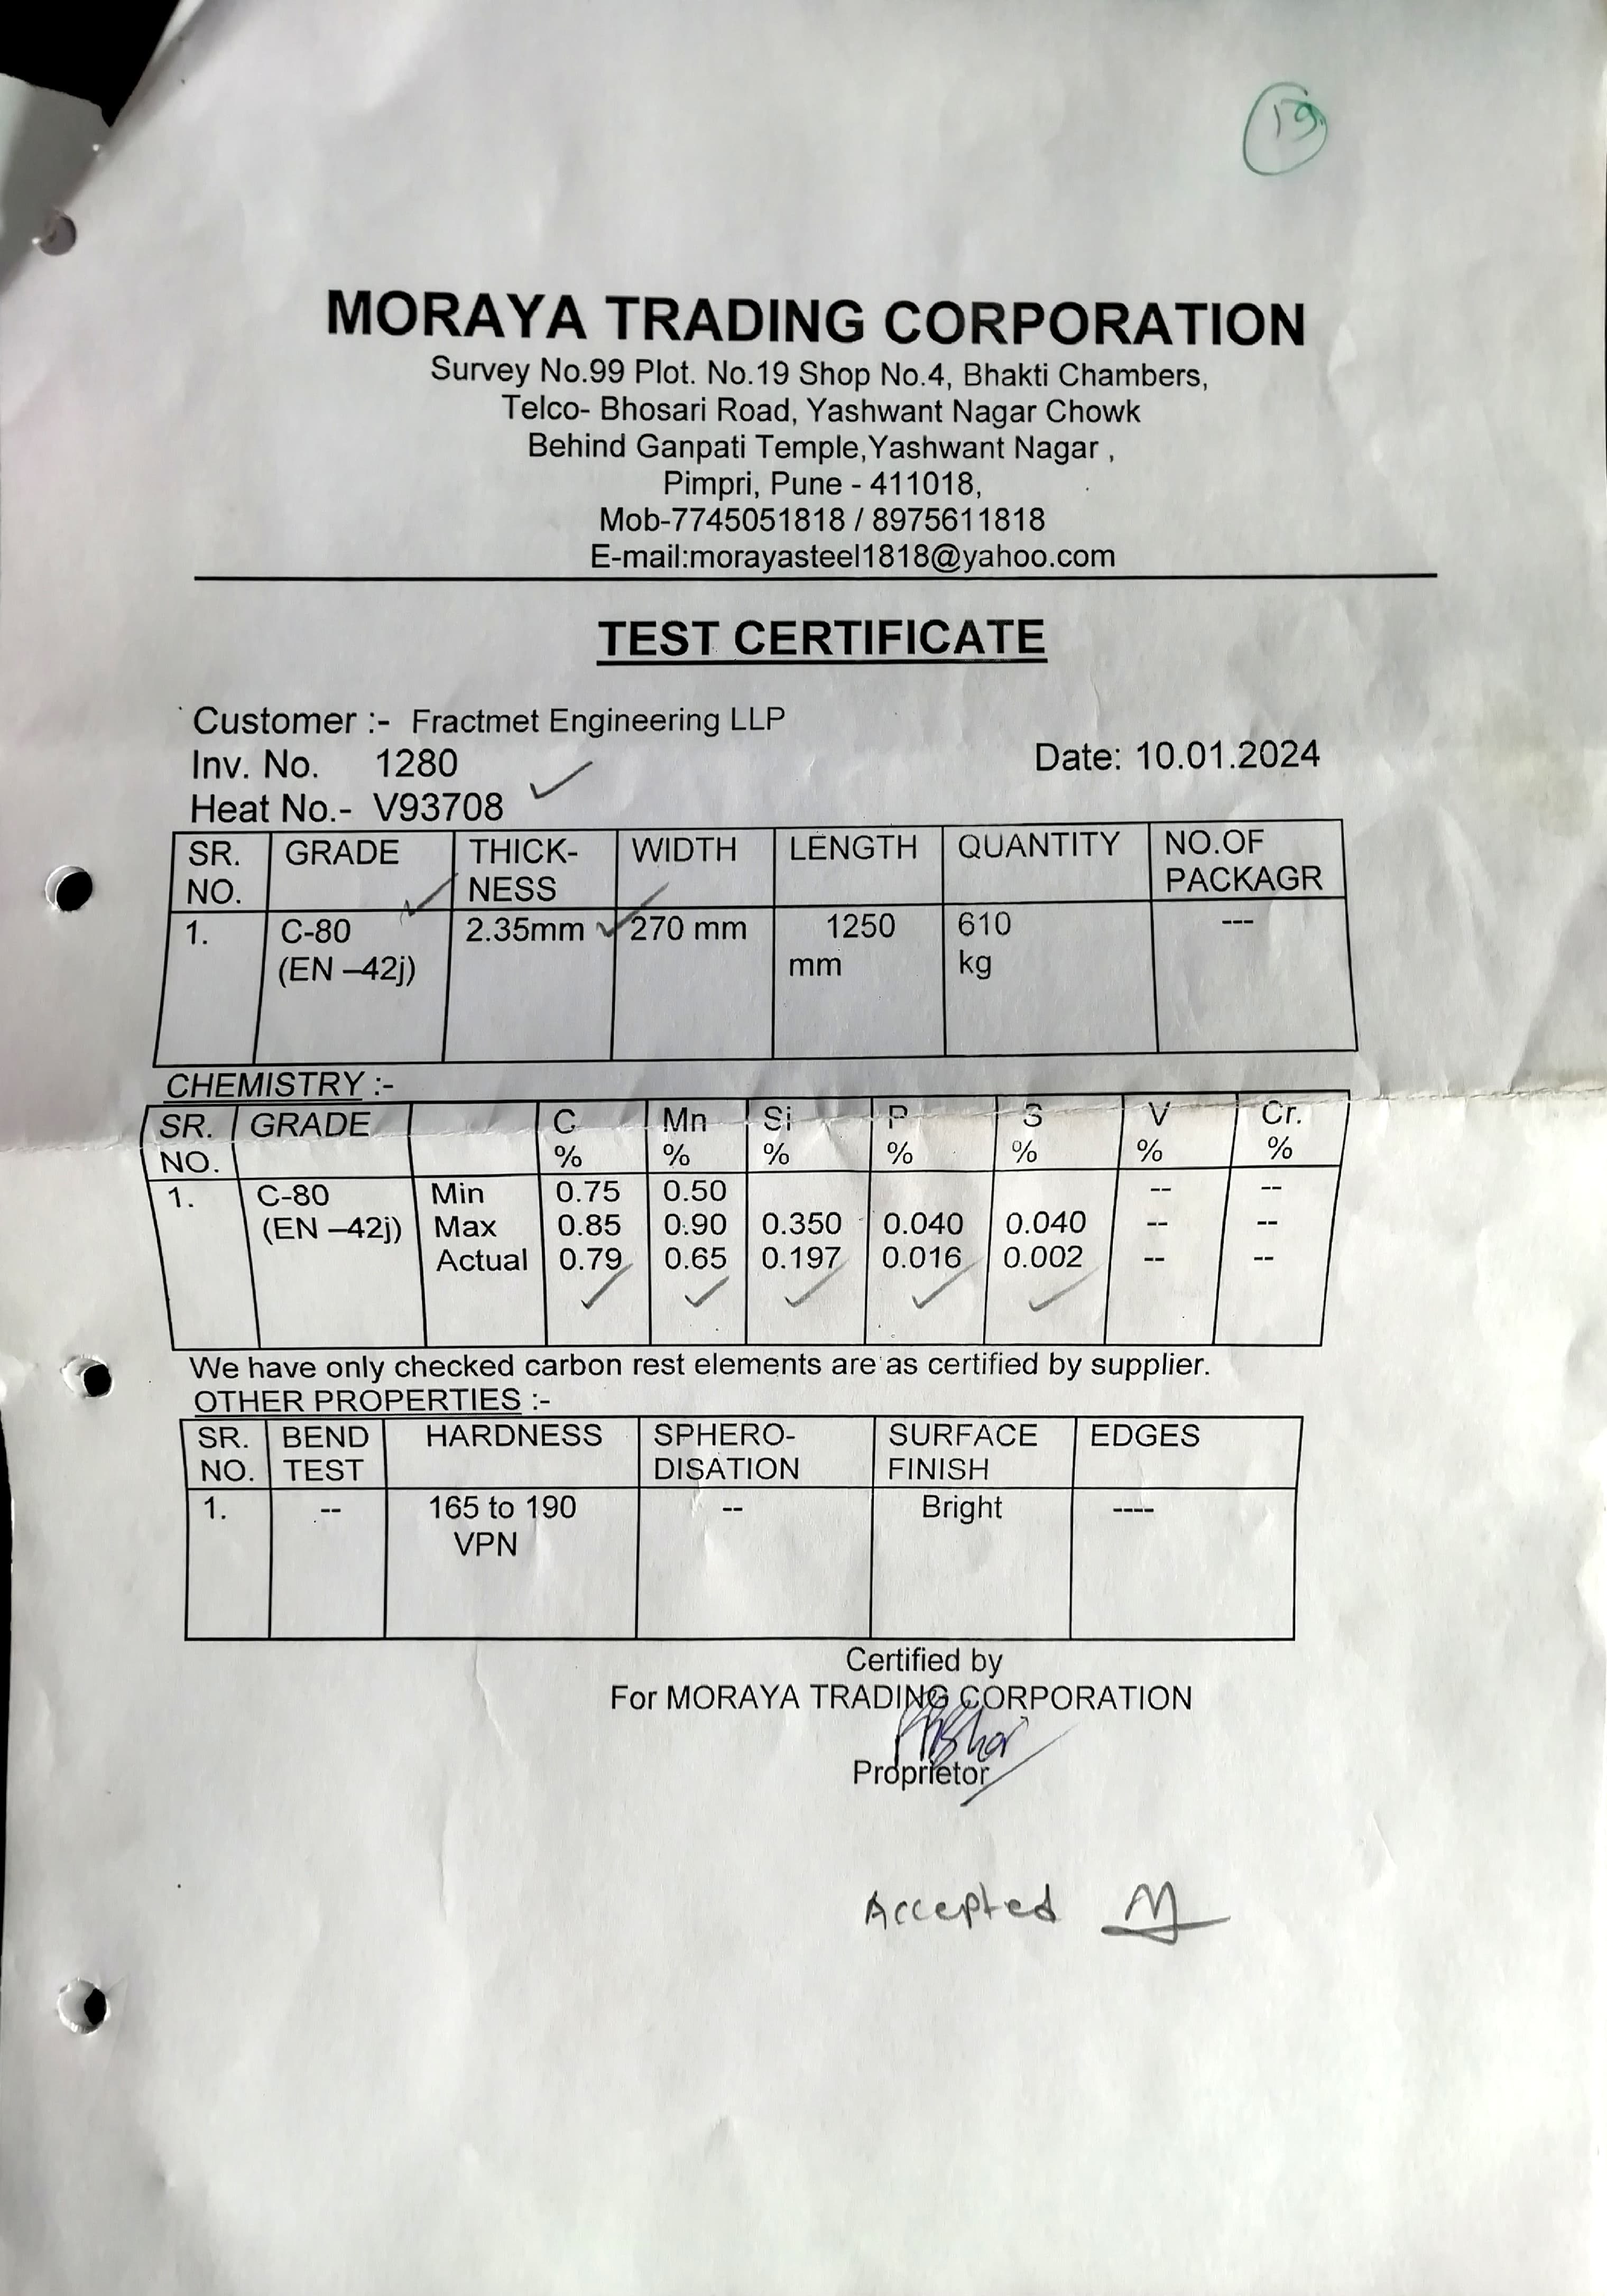 19
MORAYA TRADING CORPORATION
Survey No.99 Plot. No.19 Shop No.4, Bhakti Chambers,
Telco- Bhosari Road, Yashwant Nagar Chowk
Behind Ganpati Temple,Yashwant Nagar ,
Pimpri, Pune - 411018,
Mob-7745051818 / 8975611818
E-mail:morayasteel1818@yahoo.com
TEST CERTIFICATE
Customer :- Fractmet Engineering LLP
Inv. No. 1280 Date: 10.01.2024
Heat No.- V93708
SR. GRADE THICK- WIDTH LENGTH QUANTITY NO.OF
NO. NESS PACKAGR
1. C-80 2.35mm 270 mm 1250 610 ---
(EN –42j) mm kg
CHEMISTRY :-
SR. GRADE C Mn Si P S V Cr.
NO. % % % % % % %
1. C-80 Min 0.75 0.50 -- --
(EN –42j) Max 0.85 0.90 0.350 0.040 0.040 -- --
Actual 0.79 0.65 0.197 0.016 0.002 -- --
We have only checked carbon rest elements are as certified by supplier.
OTHER PROPERTIES :-
SR. BEND HARDNESS SPHERO- SURFACE EDGES
NO. TEST DISATION FINISH
1. -- 165 to 190 -- Bright ----
VPN
Certified by
For MORAYA TRADING CORPORATION
Proprietor
Accepted